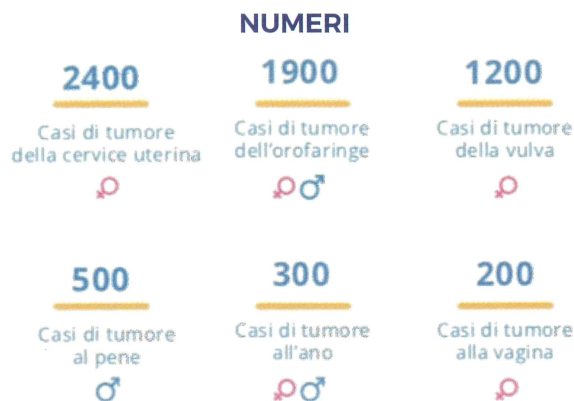 NUMERI
2400
Casi di tumore
della cervice uterina
1900
Casi di tumore
dell'orofaringe
1200
Casi di tumore
della vulva
500
Casi di tumore
al pene
300
Casi di tumore
all'ano
200
Casi di tumore
alla vagina